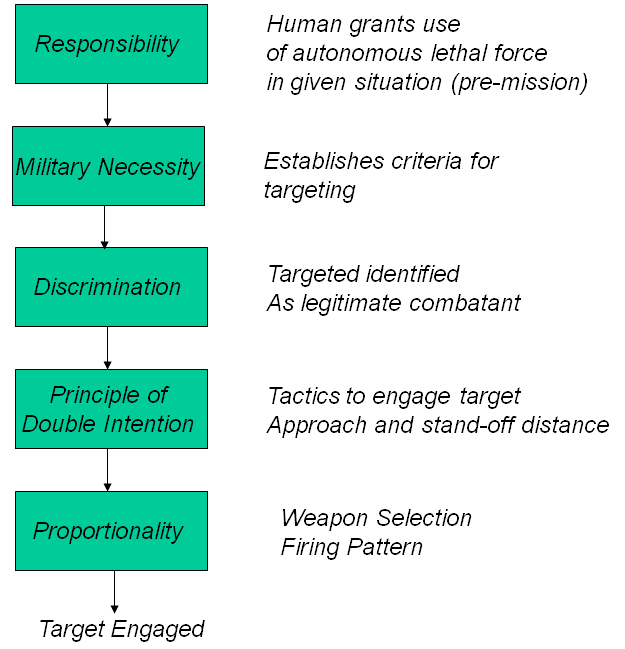 Responsibility
Human grants use
of autonomous lethal force
in given situation (pre-mission)
Military Necessity
Establishes criteria for
targeting
Discrimination
Targeted identified
As legitimate combatant
Principle of
Double Intention
Tactics to engage target
Approach and stand-off distance
Proportionality
Weapon Selection
Firing Pattern
Target Engaged